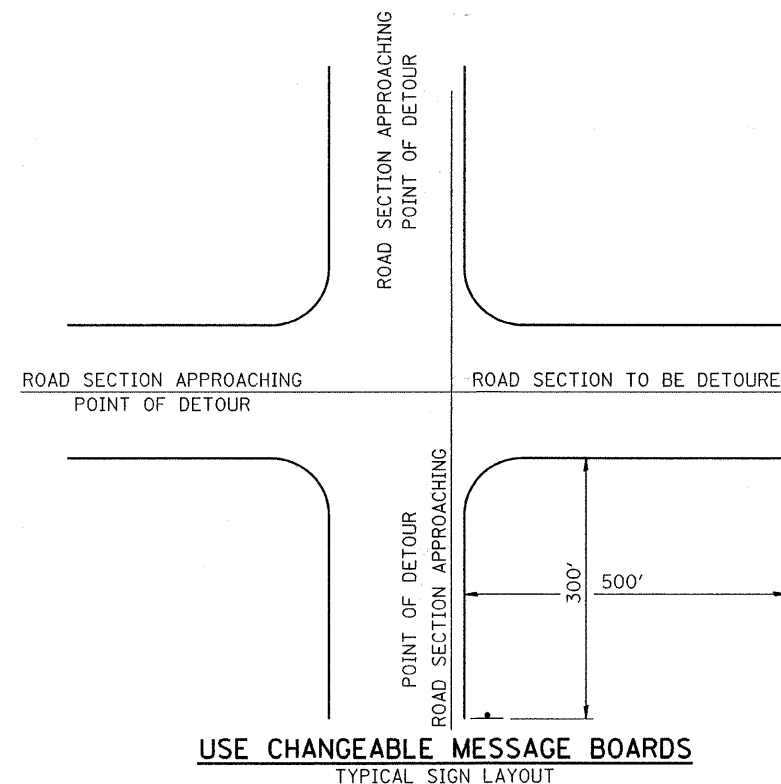 ROAD SECTION APPROACHING
POINT OF DETOUR
ROAD SECTION APPROACHING
POINT OF DETOUR
ROAD SECTION TO BE DETOURE
POINT OF DETOUR
ROAD SECTION APPROACHING
300'
500'
USE CHANGEABLE MESSAGE BOARDS
TYPICAL SIGN LAYOUT